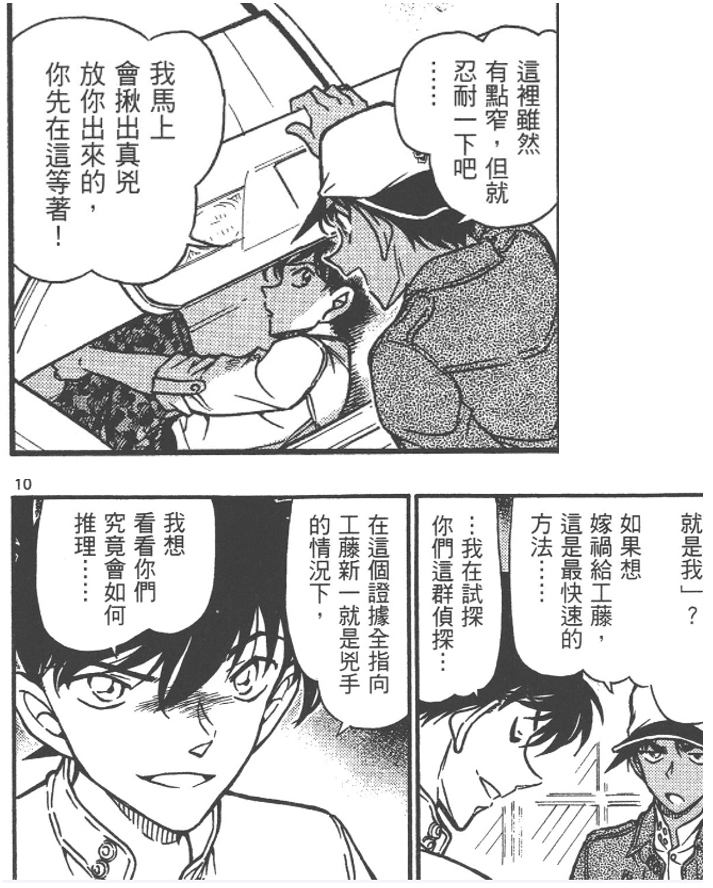 這裡雖然
有點窄，但就
忍耐一下吧
……
我馬上
會揪出真兇
放你出來的，
你先在這等著！
10
就是我」？
如果想
嫁禍給工藤，
這是最快速的
方法……
…我在試探
你們這群偵探…
在這個證據全指向
工藤新一就是兇手
的情況下，
我想
看看你們
究竟會如何
推理……